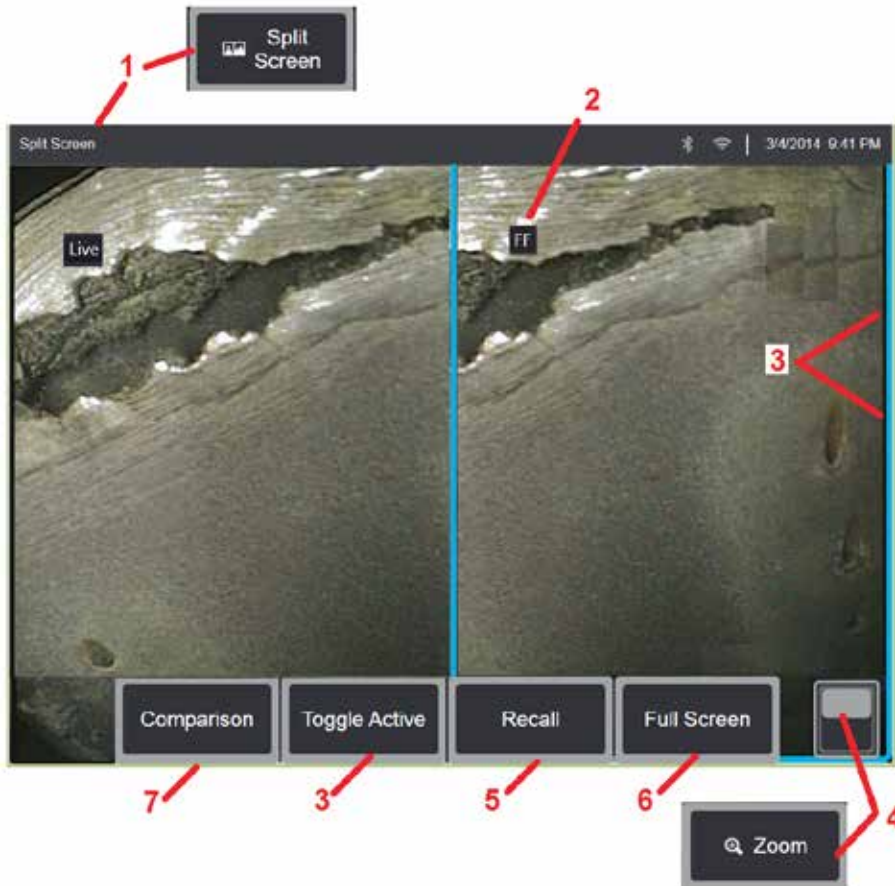 Split
Screen
1
2
Split Screen
3/4/2014 9:41 PM
Live
FF
3
Comparison
Toggle Active
Recall
Full Screen
7
3
5
6
4
Zoom